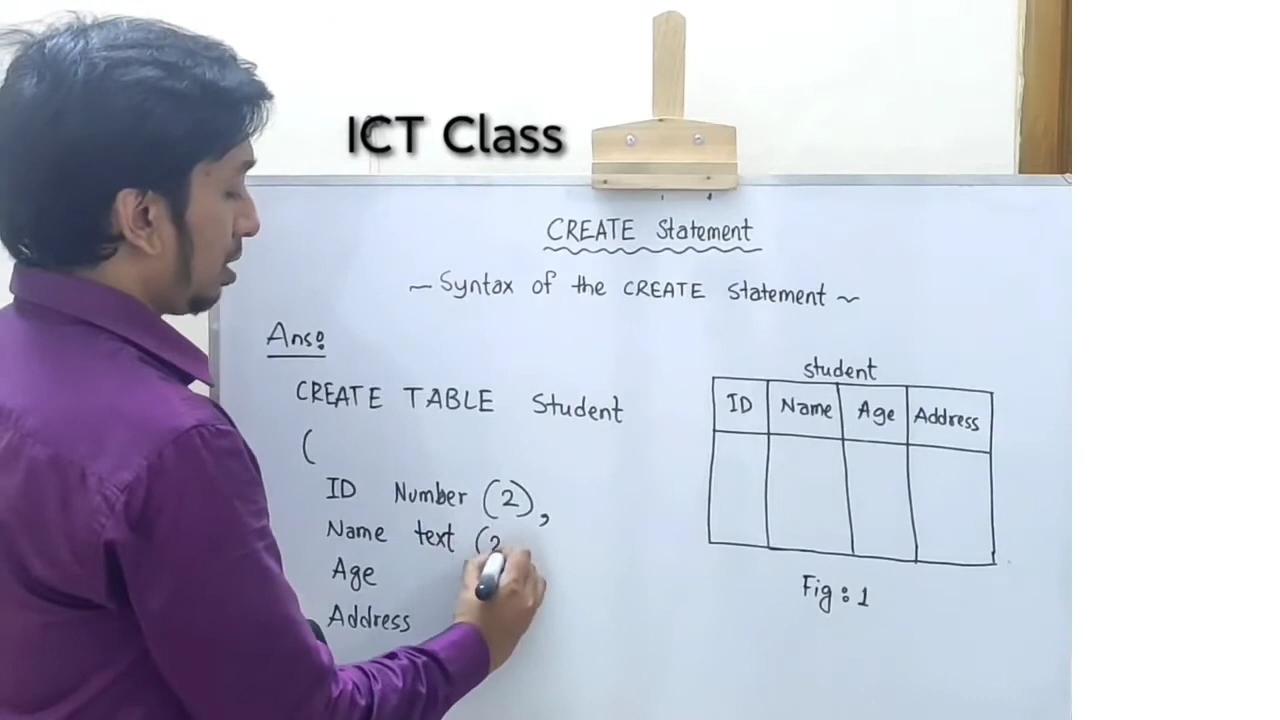 ICT Class
CREATE Statement
~ Syntax of the CREATE Statement ~
Ans:
CREATE TABLE Student
(
ID Number (2),
Name text (2
Age
Address
student
ID Name Age Address
Fig: 1